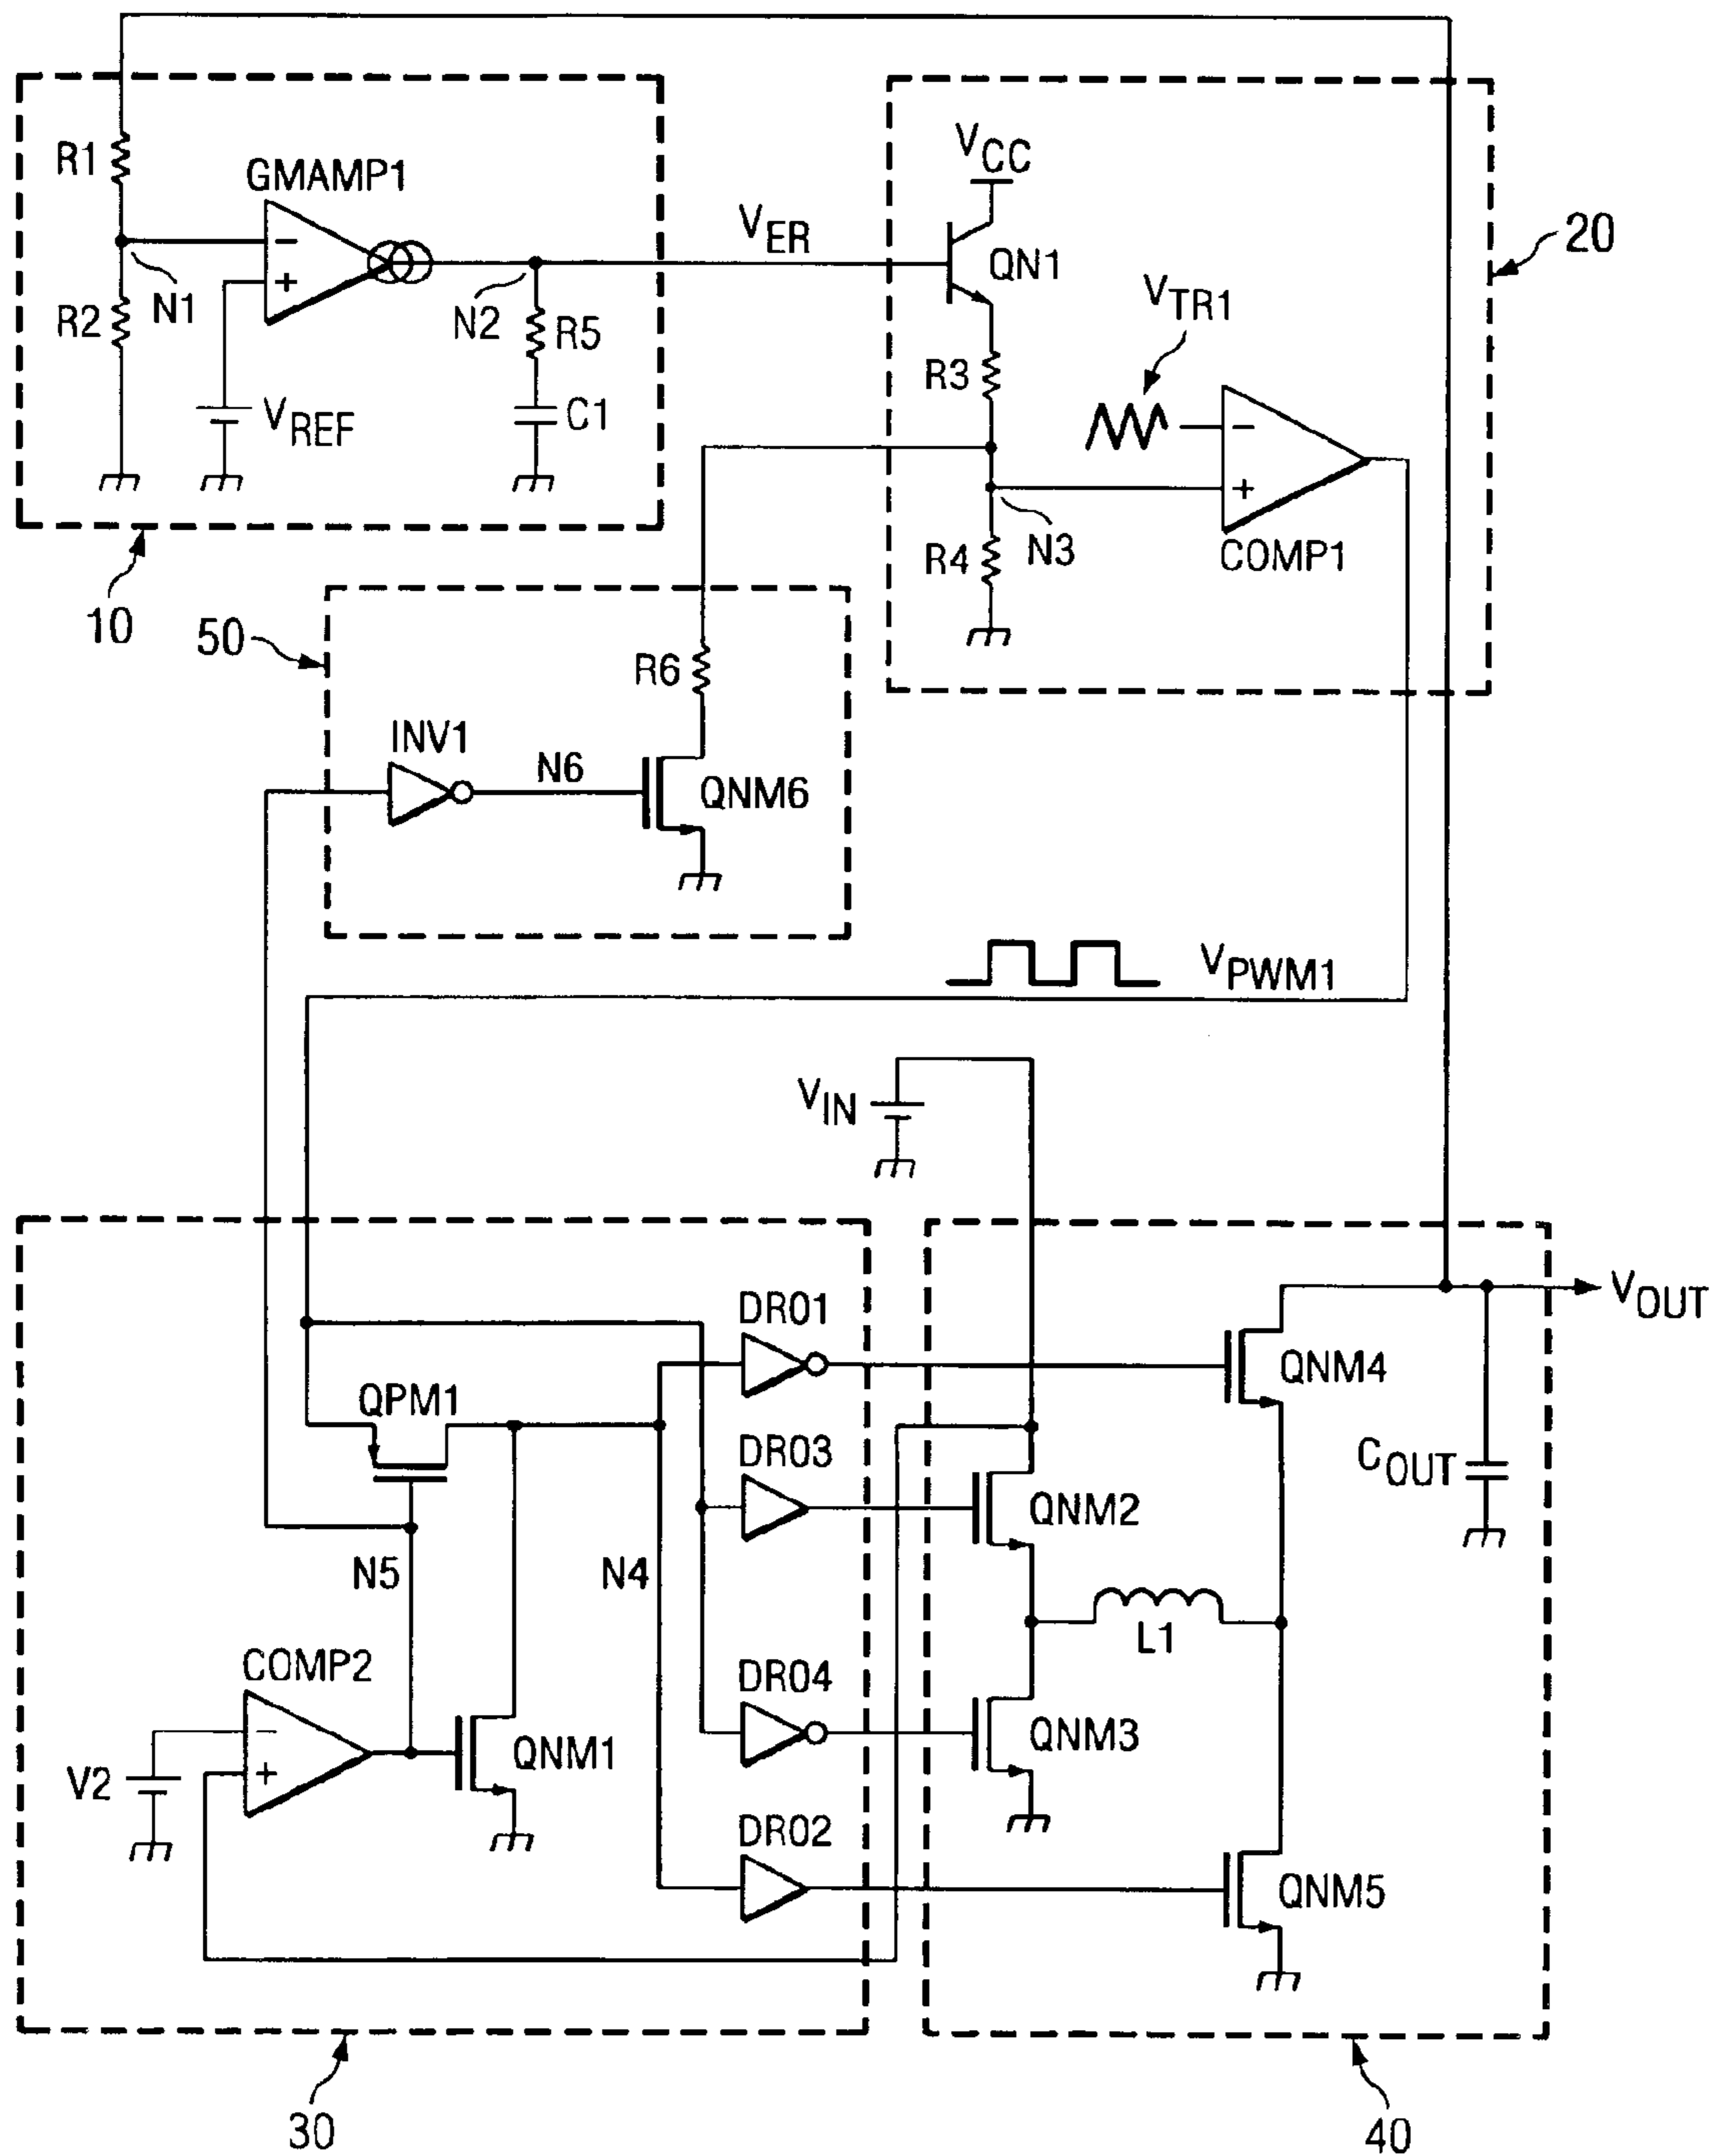 R1
GMAMP1
VER
VCC
QN1
20
N1
R2
N2
R5
VTR1
R3
VREF
C1
N3
R4
COMP1
10
50
R6
INV1
N6
QNM6
VPWM1
VIN
DR01
VOUT
QNM4
QPM1
DR03
COUT
QNM2
N5
N4
L1
COMP2
DR04
QNM3
QNM1
V2
DR02
QNM5
30
40